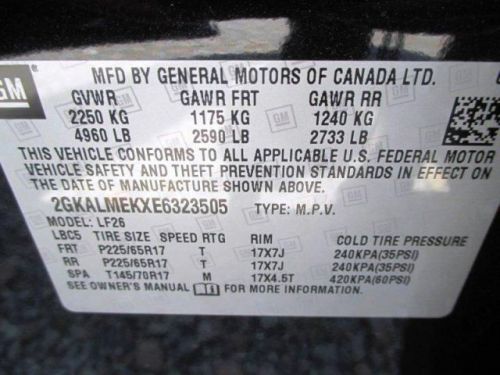 GM
MFD BY GENERAL MOTORS OF CANADA LTD.
GVWR GAWR FRT GAWR RR
2250 KG 1175 KG 1240 KG
4960 LB 2590 LB 2733 LB
THIS VEHICLE CONFORMS TO ALL APPLICABLE U.S. FEDERAL MOTOR
VEHICLE SAFETY AND THEFT PREVENTION STANDARDS IN EFFECT ON
THE DATE OF MANUFACTURE SHOWN ABOVE.
2GKALMEKXE6323505 TYPE: M.P.V.
MODEL: LF26
LBC5 TIRE SIZE SPEED RTG RIM COLD TIRE PRESSURE
FRT P225/65R17 T 17X7J 240KPA(35PSI)
RR P225/65R17 T 17X7J 240KPA(35PSI)
SPA T145/70R17 M 17X4.5T 420KPA(60PSI)
SEE OWNER'S MANUAL FOR MORE INFORMATION